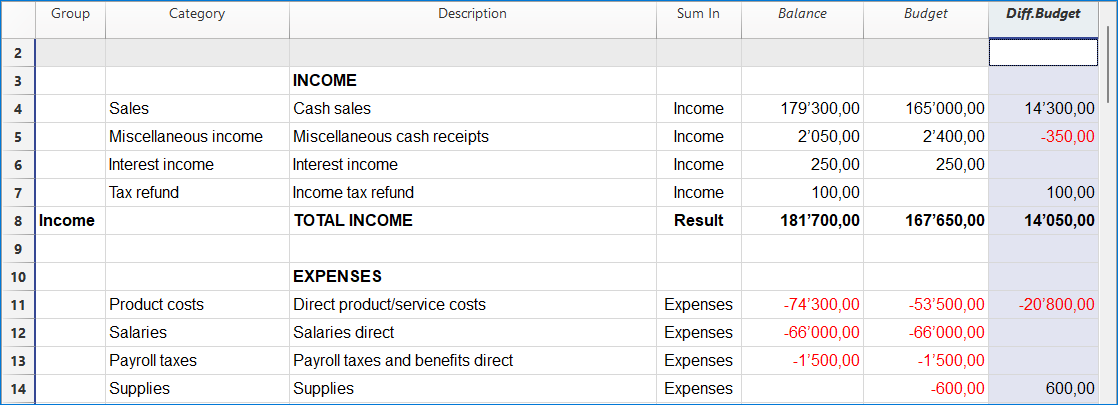 Group Category Description Sum In Balance Budget Diff.Budget
2
3 INCOME
4 Sales Cash sales Income 179’300,00 165’000,00 14’300,00
5 Miscellaneous income Miscellaneous cash receipts Income 2’050,00 2’400,00 -350,00
6 Interest income Interest income Income 250,00 250,00
7 Tax refund Income tax refund Income 100,00 100,00
8 Income TOTAL INCOME Result 181’700,00 167’650,00 14’050,00
9
10 EXPENSES
11 Product costs Direct product/service costs Expenses -74’300,00 -53’500,00 -20’800,00
12 Salaries Salaries direct Expenses -66’000,00 -66’000,00
13 Payroll taxes Payroll taxes and benefits direct Expenses -1’500,00 -1’500,00
14 Supplies Supplies Expenses -600,00 600,00